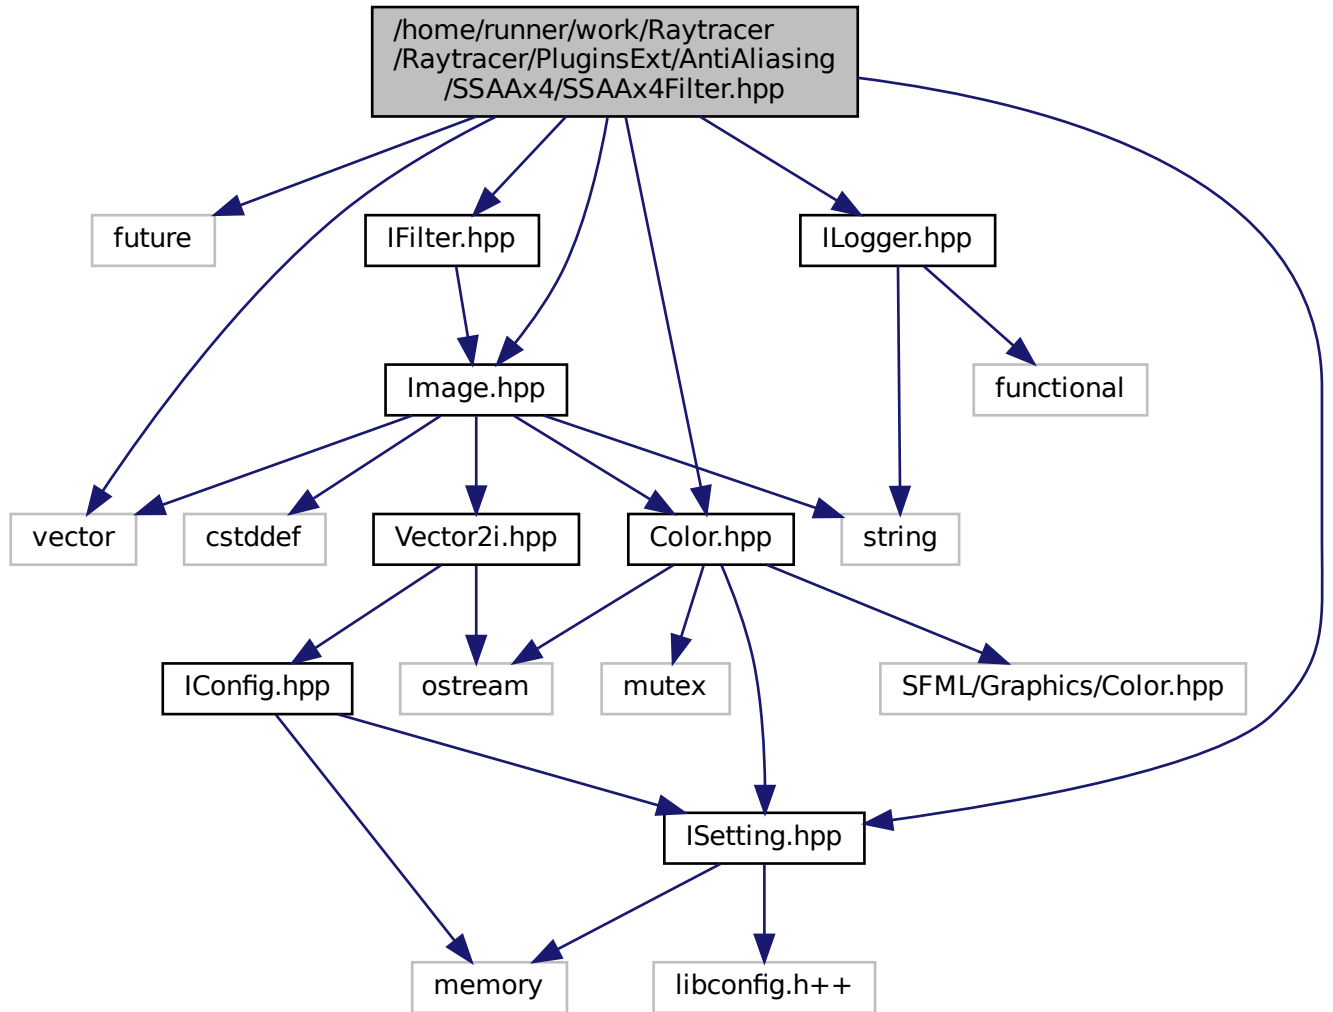 /home/runner/work/Raytracer
/Raytracer/PluginsExt/AntiAliasing
/SSAAx4/SSAAx4Filter.hpp
future
IFilter.hpp
ILogger.hpp
Image.hpp
functional
vector
cstddef
Vector2i.hpp
Color.hpp
string
IConfig.hpp
ostream
mutex
SFML/Graphics/Color.hpp
ISetting.hpp
memory
libconfig.h++